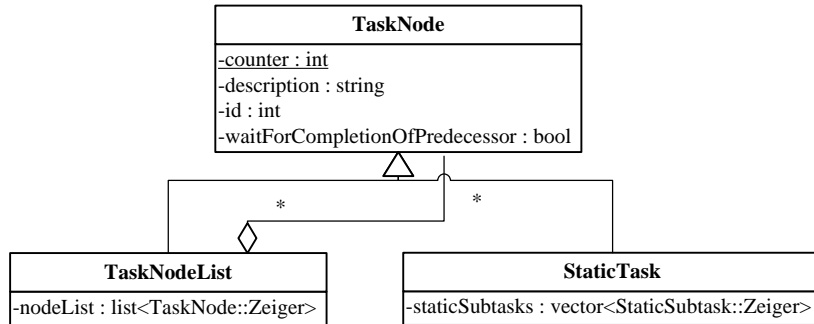 TaskNode
-counter : int
-description : string
-id : int
-waitForCompletionOfPredecessor : bool
*
*
TaskNodeList
-nodeList : list<TaskNode::Zeiger>
StaticTask
-staticSubtasks : vector<StaticSubtask::Zeiger>